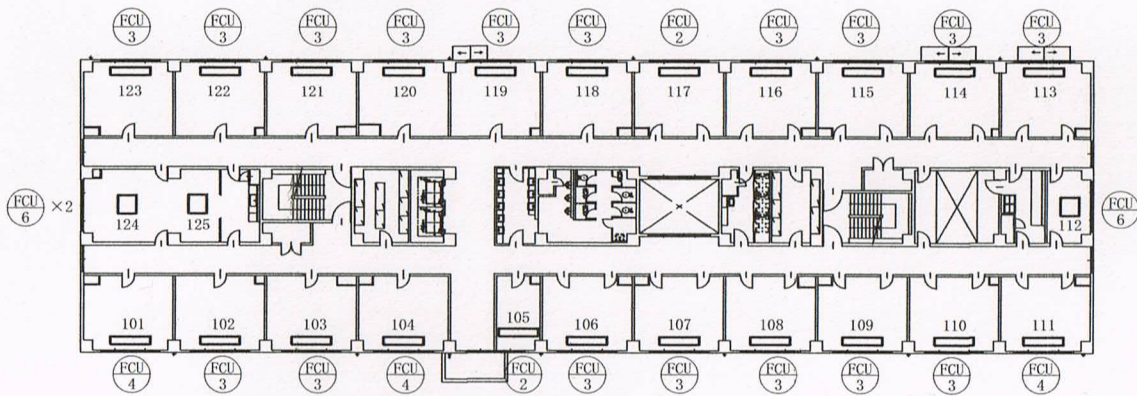 FCU FCU FCU FCU FCU FCU FCU FCU FCU FCU FCU
3 3 3 3 3 3 2 3 3 3 3
123 122 121 120 119 118 117 116 115 114 113
FCU
6
×2
124 125 112
FCU
6
101 102 103 104 105 106 107 108 109 110 111
FCU FCU FCU FCU FCU FCU FCU FCU FCU FCU FCU
4 3 3 4 2 3 3 3 3 3 4